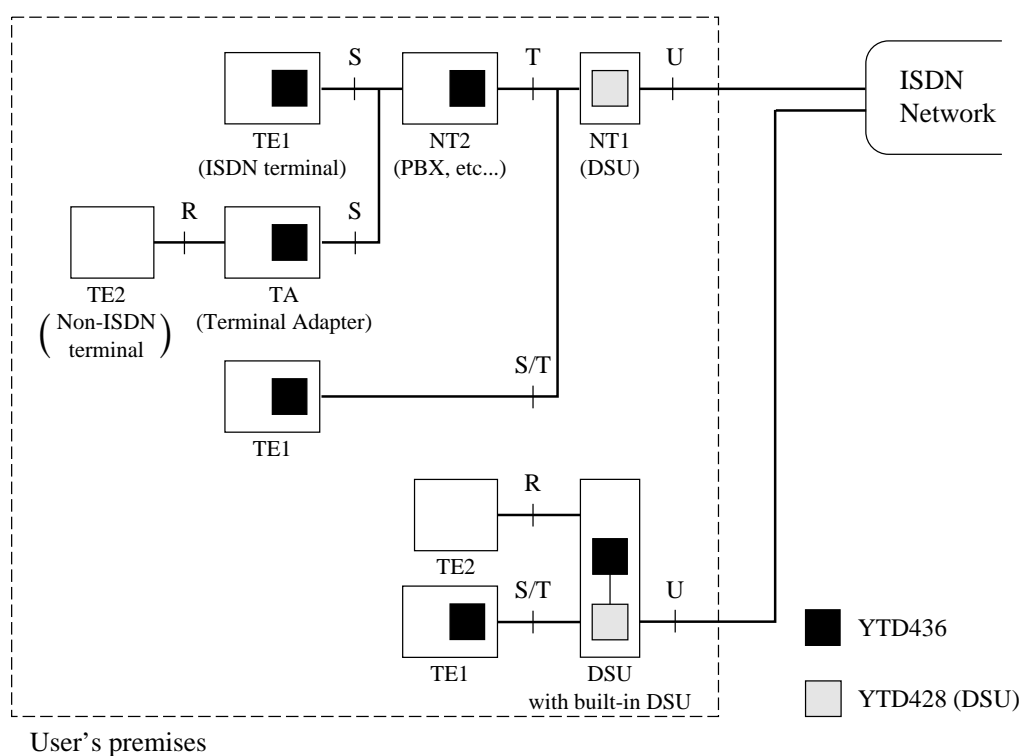 S
T
U
ISDN
Network
TE1
(ISDN terminal)
NT2
(PBX, etc...)
NT1
(DSU)
R
S
TE2
(Non-ISDN
terminal)
TA
(Terminal Adapter)
S/T
TE1
R
TE2
S/T
U
TE1
DSU
with built-in DSU
YTD436
YTD428 (DSU)
User's premises